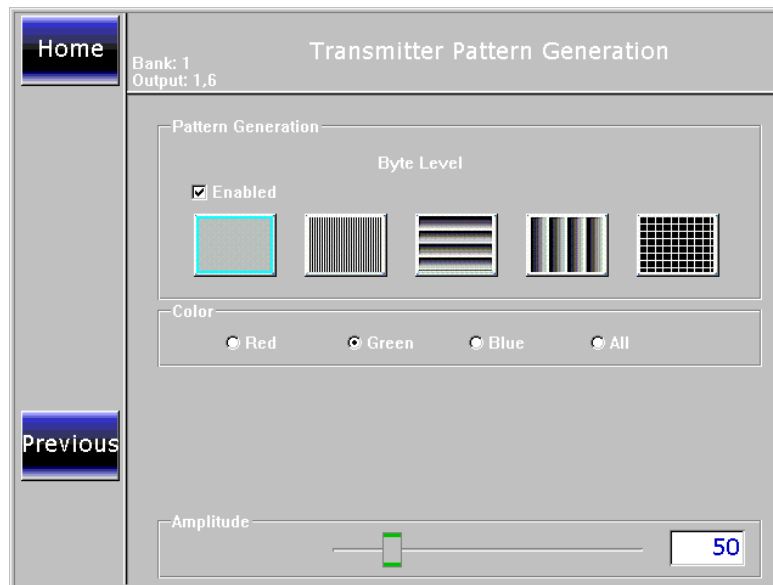 Home
Bank: 1
Output: 1,6
Transmitter Pattern Generation
Pattern Generation
Byte Level
Enabled
Color
Red Green Blue All
Previous
Amplitude
50